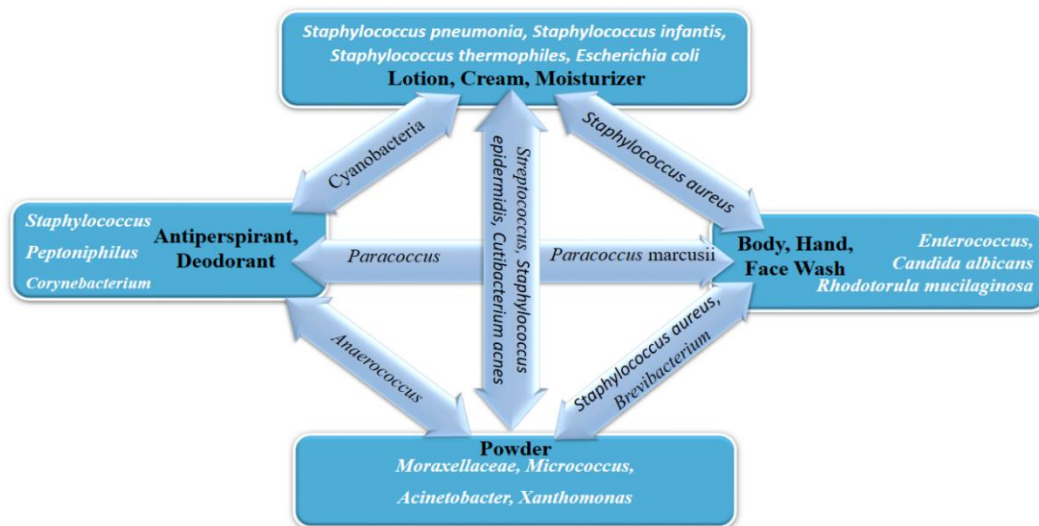 Staphylococcus pneumonia, Staphylococcus infantis,
Staphylococcus thermophiles, Escherichia coli
Lotion, Cream, Moisturizer
Cyanobacteria
Streptococcus, Staphylococcus
epidermidis, Cutibacterium acnes
Staphylococcus aureus
Staphylococcus
Peptoniphilus
Corynebacterium
Antiperspirant,
Deodorant
Paracoccus
Paracoccus marcusii
Body, Hand,
Face Wash
Enterococcus,
Candida albicans
Rhodotorula mucilaginosa
Anaerococcus
Staphylococcus aureus,
Brevibacterium
Powder
Moraxellaceae, Micrococcus,
Acinetobacter, Xanthomonas